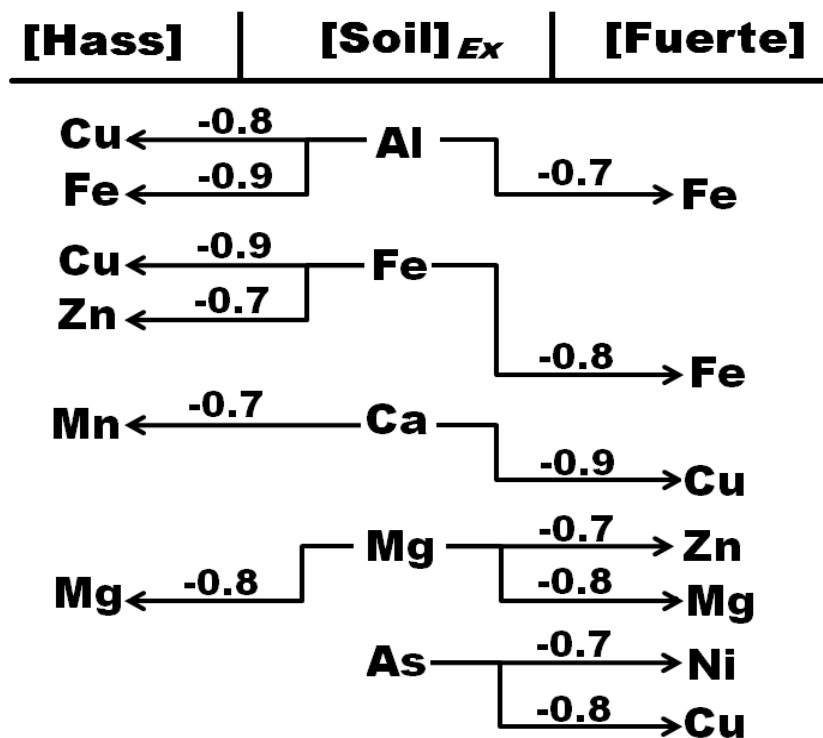 [Hass] [Soil]Ex [Fuerte]
Cu -0.8 Al
Fe -0.9 -0.7 Fe
Cu -0.9 Fe
Zn -0.7
-0.8 Fe
Mn -0.7 Ca
-0.9 Cu
Mg -0.7 Zn
Mg -0.8 -0.8 Mg
As -0.7 Ni
-0.8 Cu